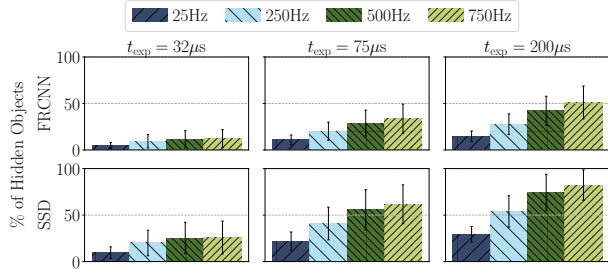 25Hz 250Hz 500Hz 750Hz
t_exp = 32μs t_exp = 75μs t_exp = 200μs
% of Hidden Objects
FRCNN
100
50
0
SSD
100
50
0